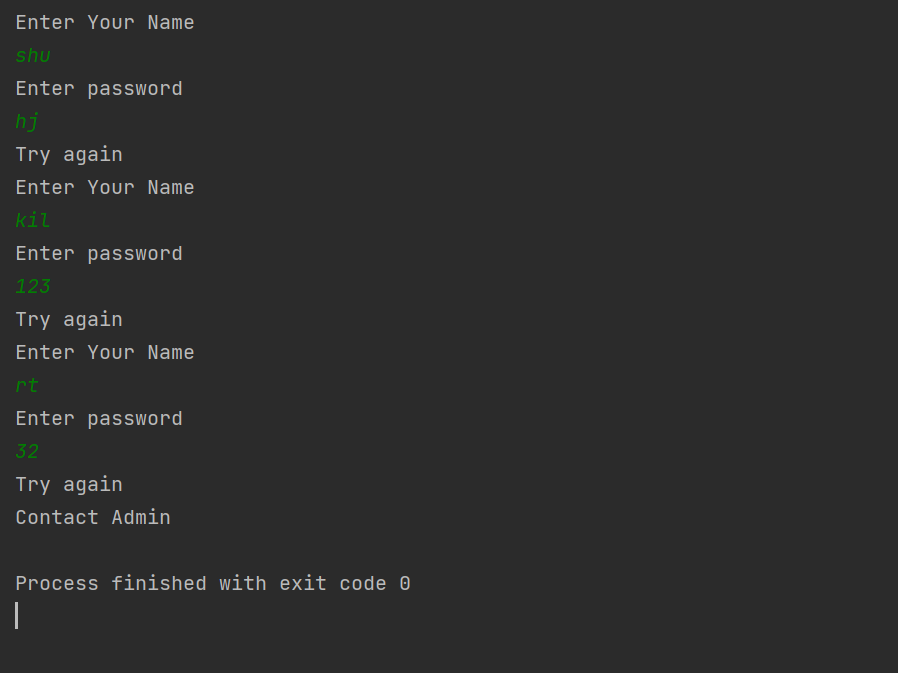 Enter Your Name
shu
Enter password
hj
Try again
Enter Your Name
kil
Enter password
123
Try again
Enter Your Name
rt
Enter password
32
Try again
Contact Admin
Process finished with exit code 0